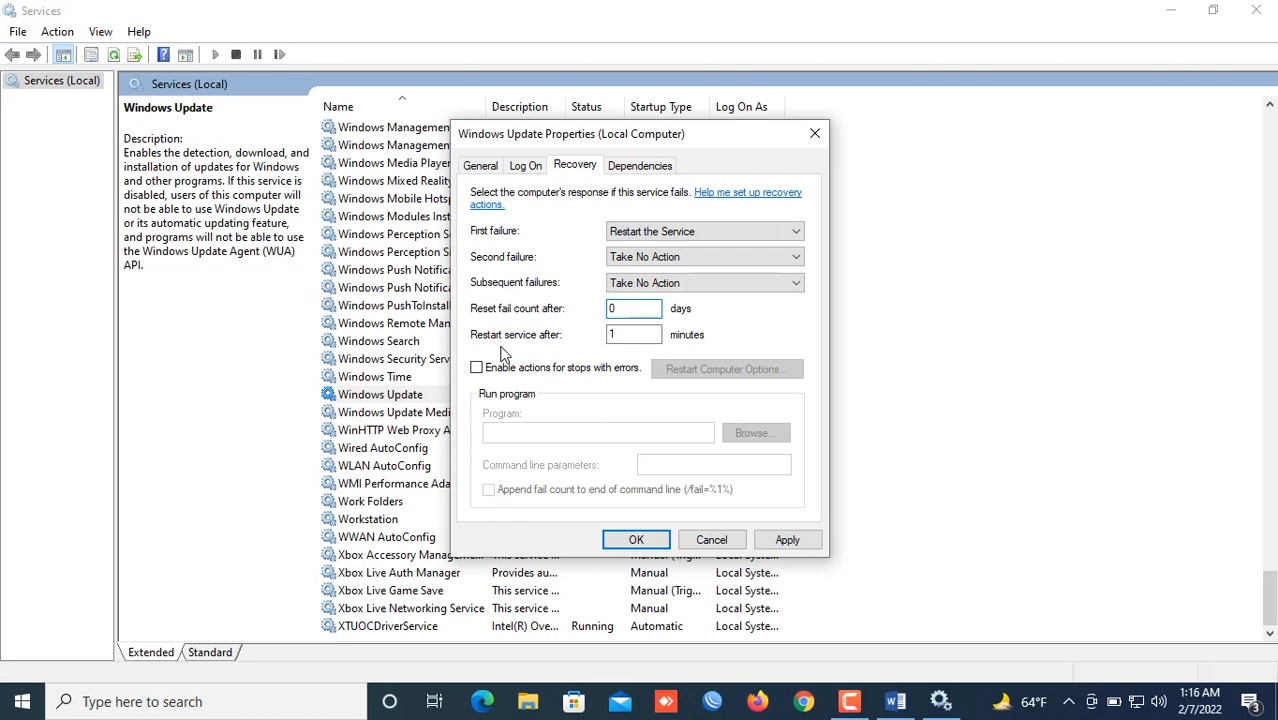 Services
File Action View Help
Services (Local)
Services (Local)
Windows Update
Description:
Enables the detection, download, and
installation of updates for Windows
and other programs. If this service is
disabled, users of this computer will
not be able to use Windows Update
or its automatic updating feature,
and programs will not be able to use
the Windows Update Agent (WUA)
API.
Name Description Status Startup Type Log On As
Windows Managemen
Windows Managemen
Windows Media Player
Windows Mixed Reality
Windows Mobile Hotsp
Windows Modules Inst
Windows Perception S
Windows Perception Si
Windows Push Notifica
Windows Push Notifica
Windows PushToInstall
Windows Remote Man
Windows Search
Windows Security Serv
Windows Time
Windows Update
Windows Update Medi
WinHTTP Web Proxy A
Wired AutoConfig
WLAN AutoConfig
WMI Performance Ada
Work Folders
Workstation
WWAN AutoConfig
Xbox Accessory Manageme... Manual (Trig... Local Syste...
Xbox Live Auth Manager Provides au... Manual Local Syste...
Xbox Live Game Save This service ... Manual (Trig... Local Syste...
Xbox Live Networking Service This service ... Manual Local Syste...
XTUOCDriverService Intel(R) Ove... Running Automatic Local Syste...
Windows Update Properties (Local Computer)
General Log On Recovery Dependencies
Select the computer's response if this service fails. Help me set up recovery
actions.
First failure: Restart the Service
Second failure: Take No Action
Subsequent failures: Take No Action
Reset fail count after: 0 days
Restart service after: 1 minutes
Enable actions for stops with errors. Restart Computer Options...
Run program
Program:
Browse...
Command line parameters:
Append fail count to end of command line (/fail=%1%)
OK Cancel Apply
Extended Standard
Type here to search
64°F
1:16 AM
2/7/2022
3